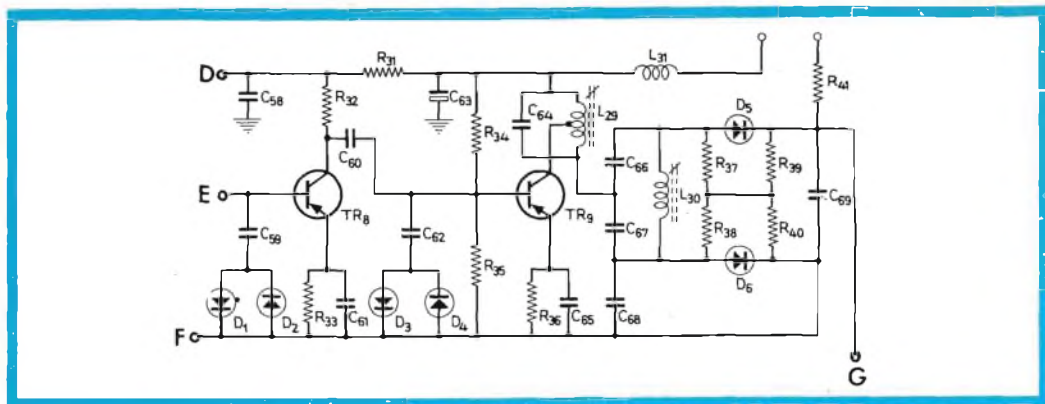 L31
R31
D
R41
R32
C58
C63
C64
L29
D5
R34
C60
C66
R37
R39
L30
E
TR8
TR9
C69
C59
C62
C67
R38
R40
R35
D6
R33
C61
R36
C65
C68
D1
D2
D3
D4
F
G